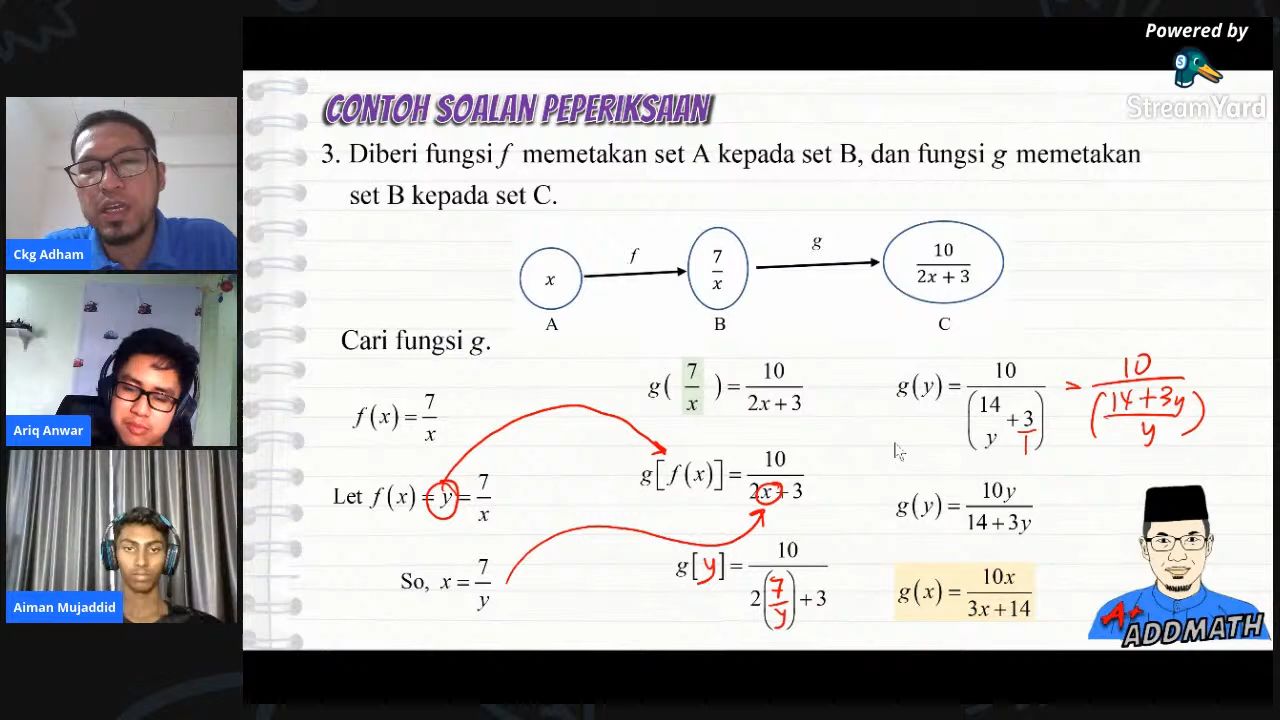 Powered by
StreamYard
CONTOH SOALAN PEPERIKSAAN
3. Diberi fungsi f memetakan set A kepada set B, dan fungsi g memetakan
set B kepada set C.
x
f
7/x
g
10/(2x + 3)
A
B
C
Cari fungsi g.
f(x) = 7/x
Let f(x) = y = 7/x
So, x = 7/y
g( 7/x ) = 10/(2x + 3)
g[f(x)] = 10/(2x + 3)
g[y] = 10/(2(7/y) + 3)
g(y) = 10/(14/y + 3/1) = 10/((14 + 3y)/y)
g(y) = 10y/(14 + 3y)
g(x) = 10x/(3x + 14)
Ckg Adham
Ariq Anwar
Aiman Mujaddid
A+
ADDMATH